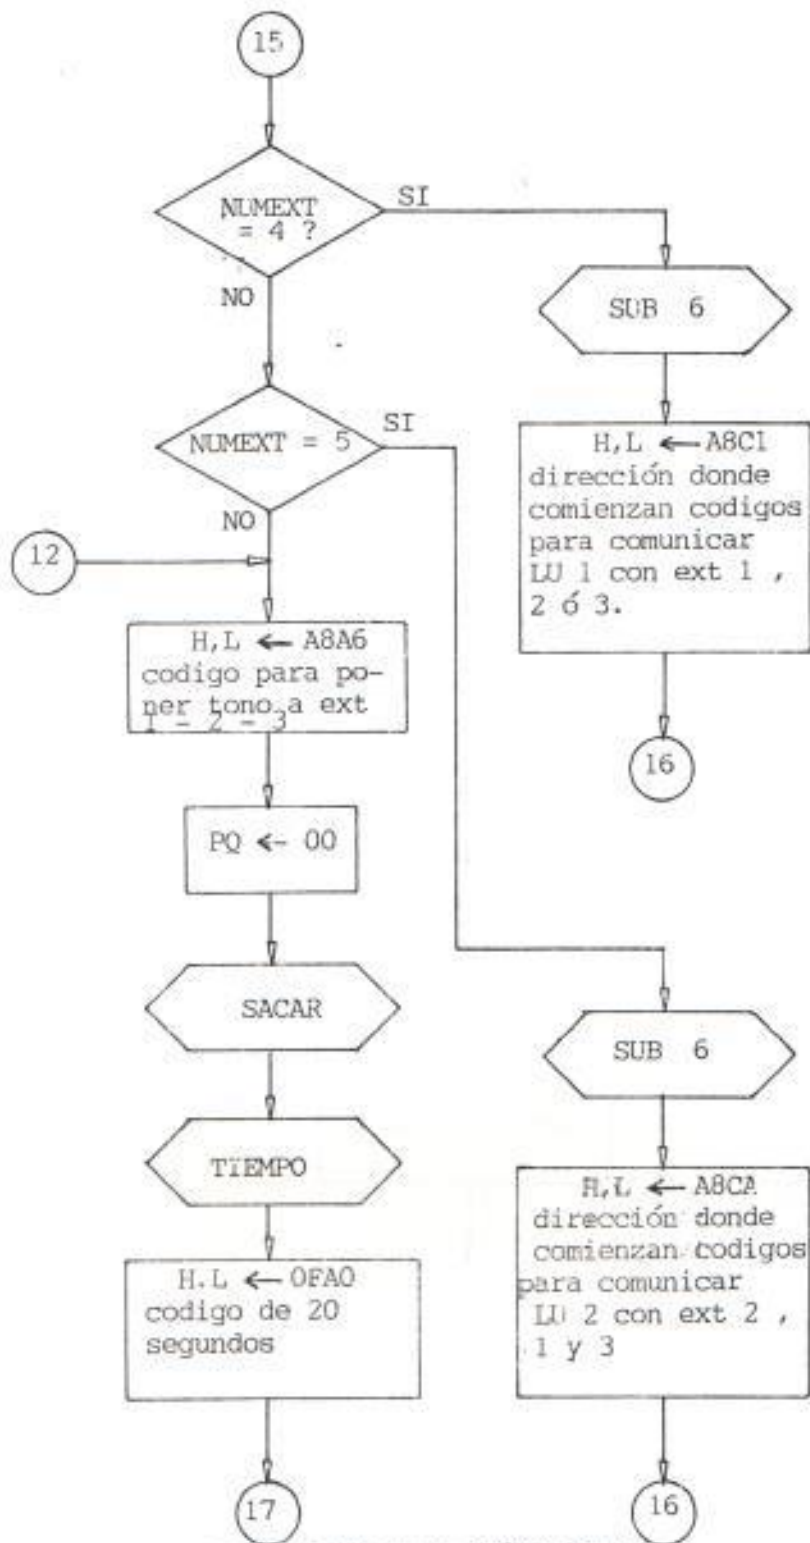 15
NUMEXT
= 4 ?
SI
NO
SUB 6
H,L ← A8C1
dirección donde
comienzan codigos
para comunicar
LU 1 con ext 1 ,
2 ó 3.
16
NUMEXT = 5
SI
NO
12
H,L ← A8A6
codigo para po-
ner tono a ext
1 - 2 - 3
PQ <- 00
SACAR
TIEMPO
H.L ← 0FA0
codigo de 20
segundos
17
SUB 6
H,L ← A8CA
dirección donde
comienzan codigos
para comunicar
LU 2 con ext 2 ,
1 y 3
16